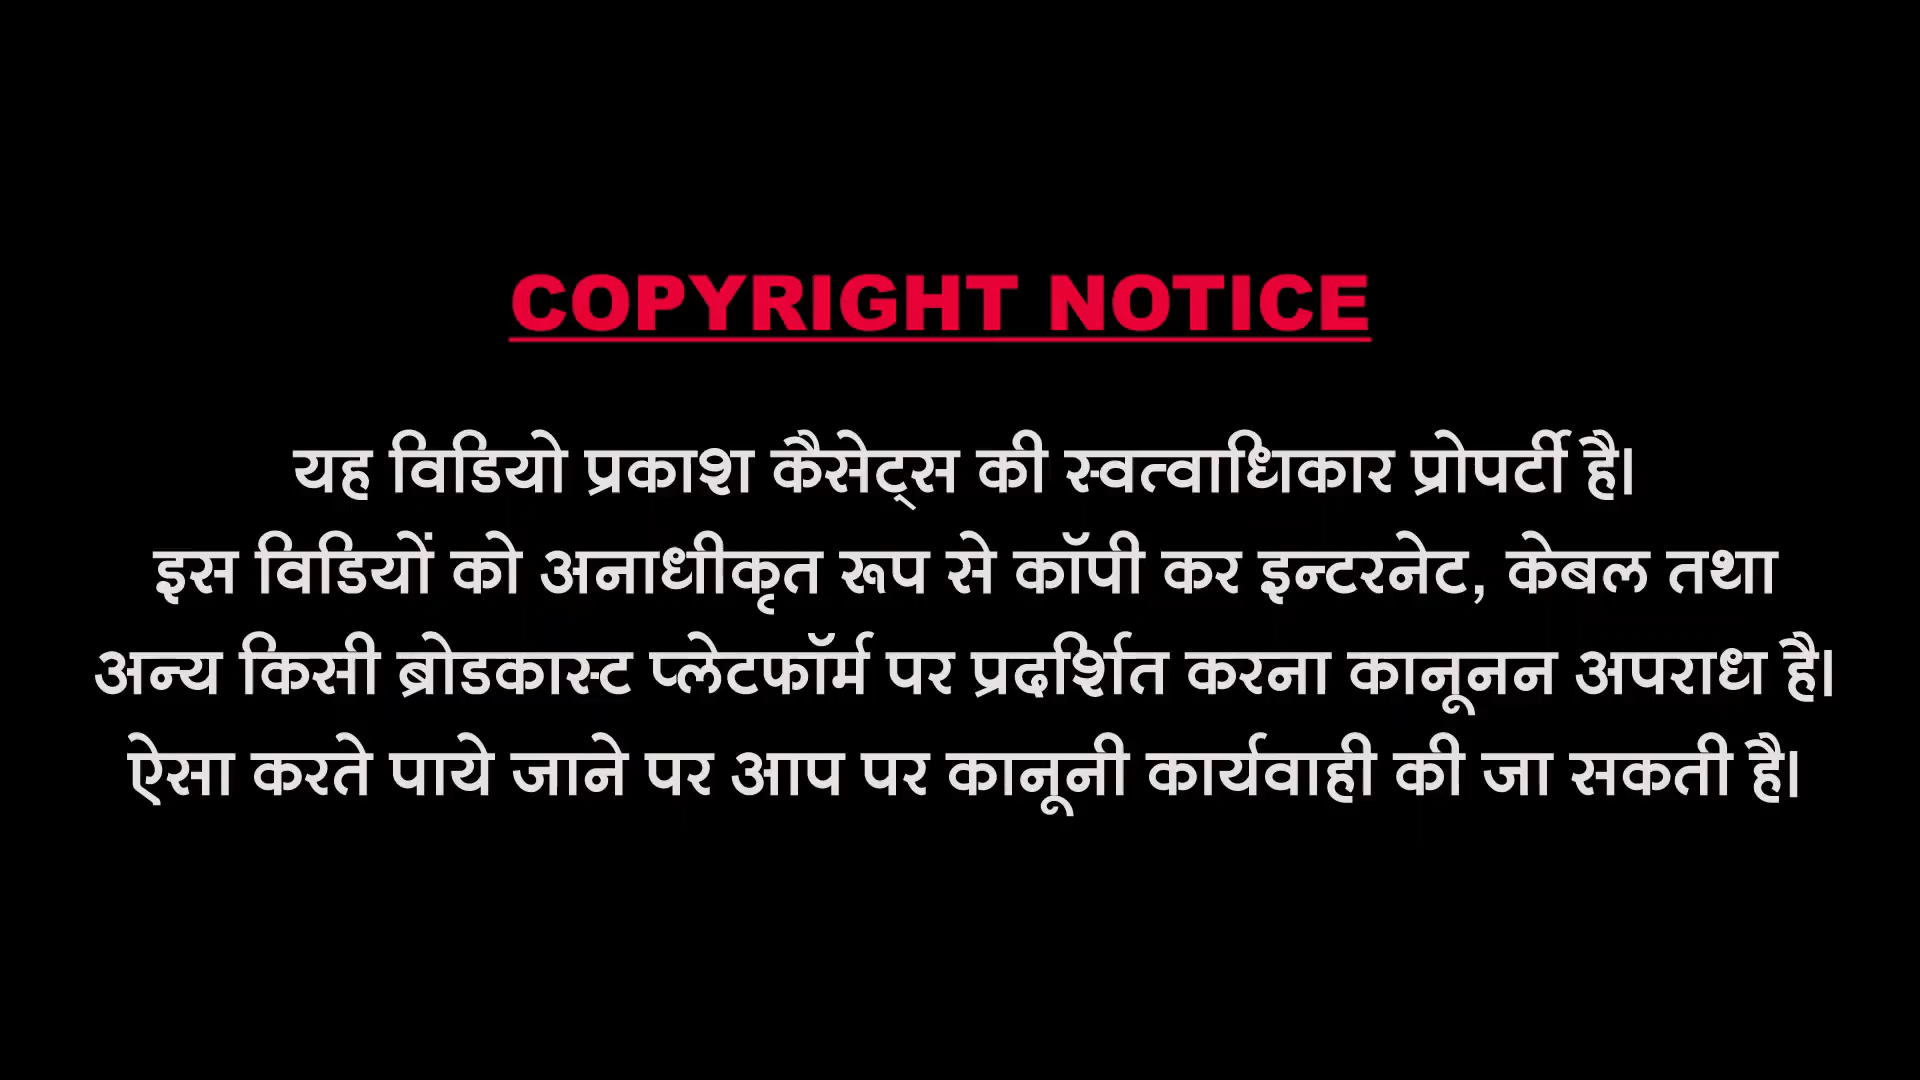 COPYRIGHT NOTICE
यह विडियो प्रकाश कैसेट्स की स्वत्वाधिकार प्रोपर्टी है।
इस विडियों को अनाधीकृत रूप से कॉपी कर इन्टरनेट, केबल तथा
अन्य किसी ब्रोडकास्ट प्लेटफॉर्म पर प्रदर्शित करना कानूनन अपराध है।
ऐसा करते पाये जाने पर आप पर कानूनी कार्यवाही की जा सकती है।